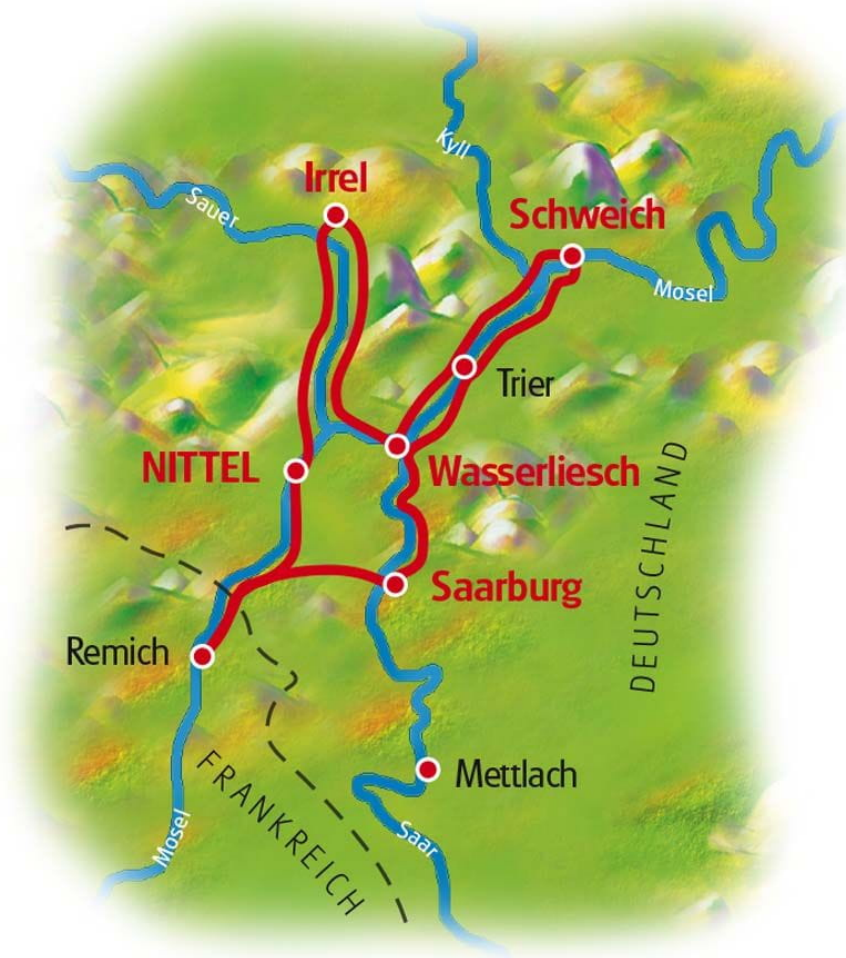 Kyll
Irrel
Sauer
Schweich
Mosel
Trier
NITTEL
Wasserliesch
DEUTSCHLAND
Saarburg
Remich
FRANKREICH
Mettlach
Mosel
Saar